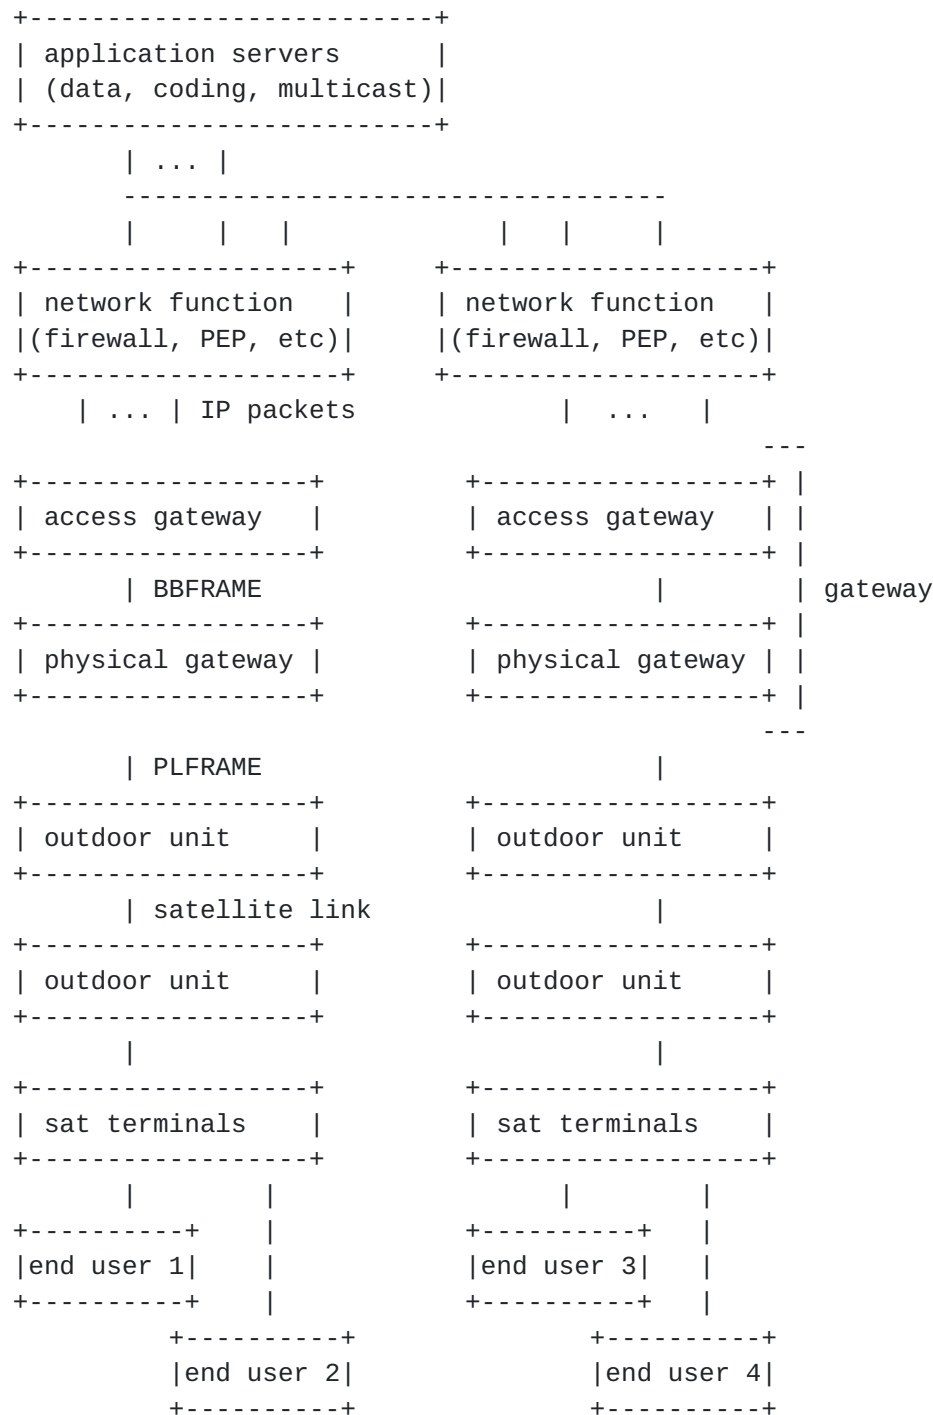 application servers
(data, coding, multicast)
...
network function network function
(firewall, PEP, etc) (firewall, PEP, etc)
... IP packets ...
access gateway access gateway
BBFRAME gateway
physical gateway physical gateway
PLFRAME
outdoor unit outdoor unit
satellite link
outdoor unit outdoor unit
sat terminals sat terminals
end user 1 end user 3
end user 2 end user 4